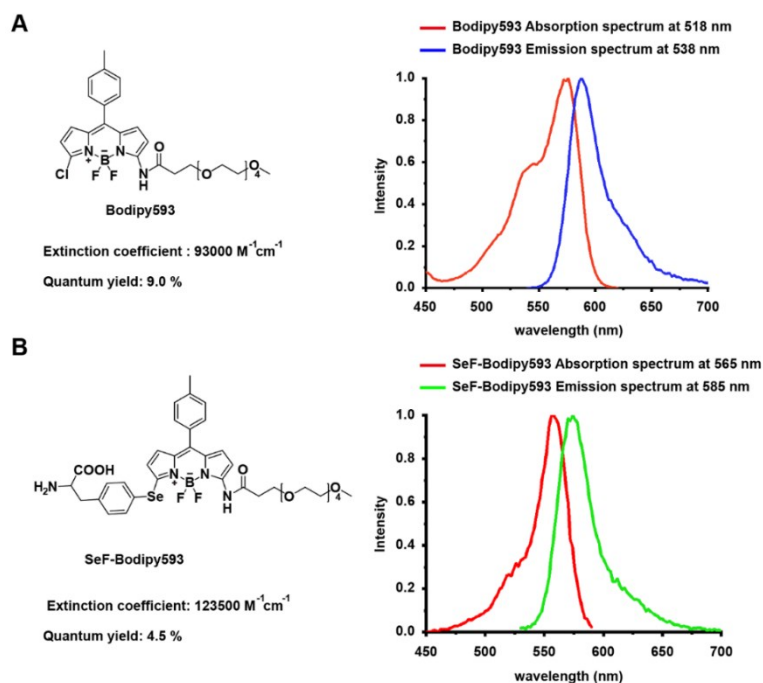 A
Bodipy593 Absorption spectrum at 518 nm
Bodipy593 Emission spectrum at 538 nm
N
N
+
B
−
Cl
F
F
N
H
O
O
O
4
Bodipy593
Extinction coefficient : 93000 M⁻¹cm⁻¹
Quantum yield: 9.0 %
Intensity
1.0
0.8
0.6
0.4
0.2
0.0
450
500
550
600
650
700
wavelength (nm)
B
SeF-Bodipy593 Absorption spectrum at 565 nm
SeF-Bodipy593 Emission spectrum at 585 nm
COOH
H₂N
Se
N
N
+
B
−
F
F
N
H
O
O
O
4
SeF-Bodipy593
Extinction coefficient: 123500 M⁻¹cm⁻¹
Quantum yield: 4.5 %
Intensity
1.0
0.8
0.6
0.4
0.2
0.0
450
500
550
600
650
700
wavelength (nm)